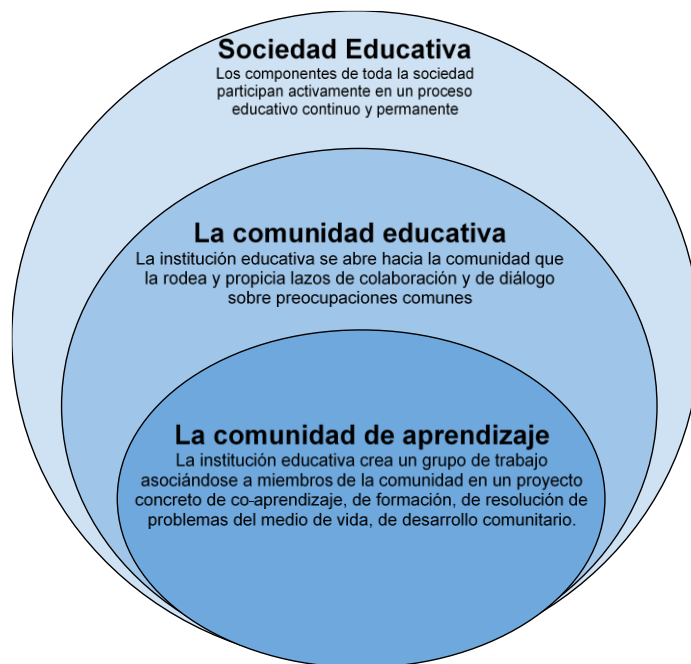 Sociedad Educativa
Los componentes de toda la sociedad
participan activamente en un proceso
educativo continuo y permanente
La comunidad educativa
La institución educativa se abre hacia la comunidad que
la rodea y propicia lazos de colaboración y de diálogo
sobre preocupaciones comunes
La comunidad de aprendizaje
La institución educativa crea un grupo de trabajo
asociándose a miembros de la comunidad en un proyecto
concreto de co-aprendizaje, de formación, de resolución de
problemas del medio de vida, de desarrollo comunitario.